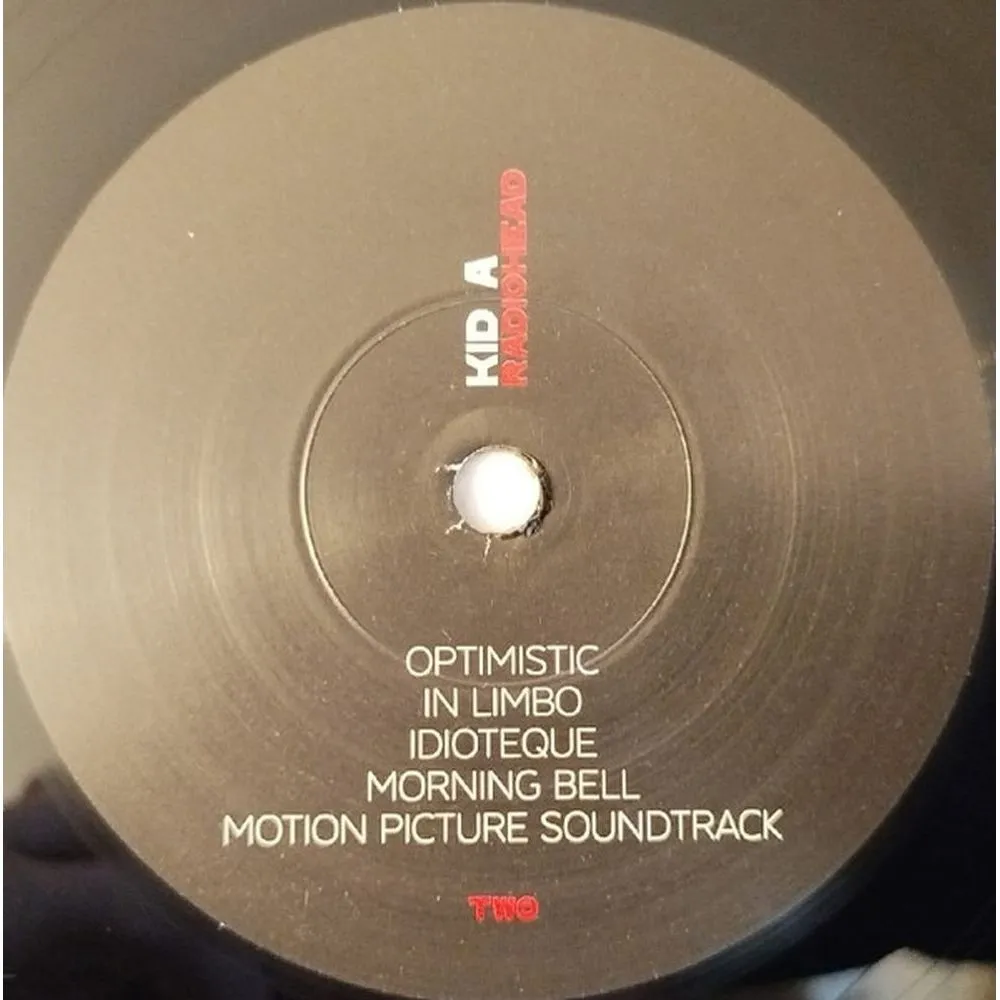 KID A
RADIOHEAD
OPTIMISTIC
IN LIMBO
IDIOTEQUE
MORNING BELL
MOTION PICTURE SOUNDTRACK
TWO